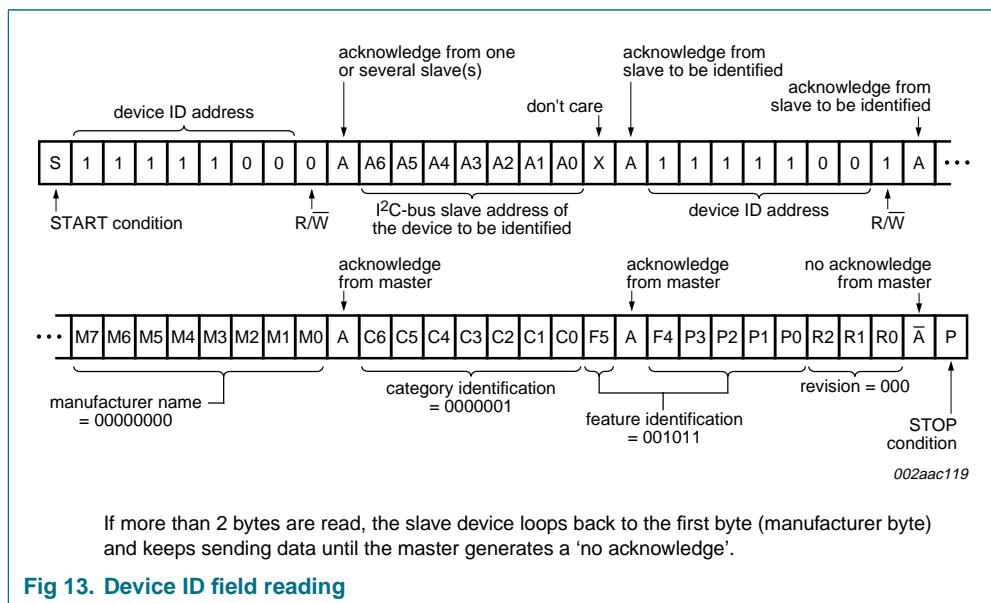 acknowledge from one
or several slave(s)
acknowledge from
slave to be identified
acknowledge from
slave to be identified
device ID address
don't care
S 1 1 1 1 1 0 0 0 A A6 A5 A4 A3 A2 A1 A0 X A 1 1 1 1 1 0 0 1 A •••
START condition
R/W̅
I²C-bus slave address of
the device to be identified
device ID address
R/W̅
acknowledge
from master
acknowledge
from master
no acknowledge
from master
••• M7 M6 M5 M4 M3 M2 M1 M0 A C6 C5 C4 C3 C2 C1 C0 F5 A F4 P3 P2 P1 P0 R2 R1 R0 A̅ P
manufacturer name
= 00000000
category identification
= 0000001
feature identification
= 001011
revision = 000
STOP
condition
002aac119
If more than 2 bytes are read, the slave device loops back to the first byte (manufacturer byte)
and keeps sending data until the master generates a ‘no acknowledge’.
Fig 13. Device ID field reading